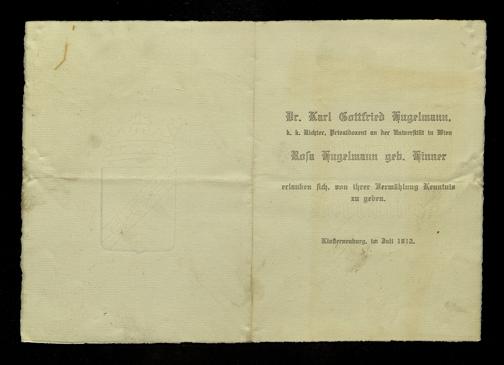 Dr. Karl Gottfried Hugelmann,
k. k. Richter, Privatdozent an der Universität in Wien
Rosa Hugelmann geb. Hinner
erlauben sich, von ihrer Vermählung Kenntnis
zu geben.
Klosterneuburg, im Juli 1912.